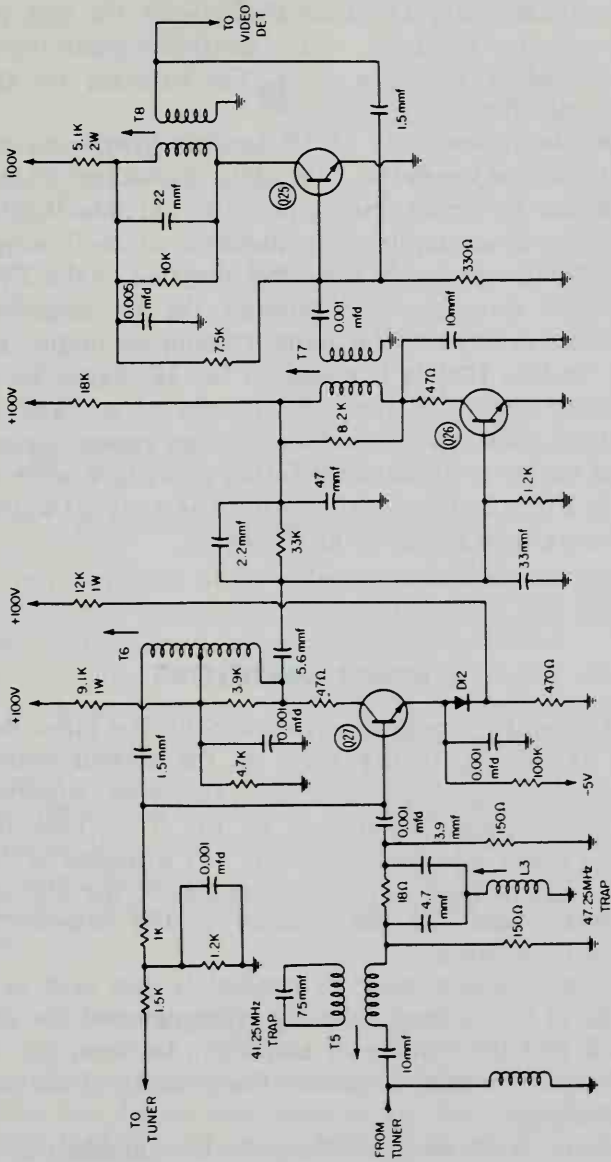 100V
5.1K
2W
T8
TO
VIDEO
DET
22
mmf
10K
0.005
mfd
7.5K
Q25
1.5mmf
0.001
mfd
330Ω
+100V
18K
T7
8.2K
47Ω
10mmf
47
mmf
Q26
2.2mmf
33K
1.2K
33mmf
+100V
12K
1W
+100V
9.1K
1W
T6
3.9K
5.6mmf
47Ω
0.001
mfd
4.7K
1.5mmf
Q27
D12
470Ω
0.001
mfd
100K
-5V
TO
TUNER
1.5K
1K
1.2K
0.001
mfd
0.001
mfd
3.9
mmf
150Ω
18Ω
4.7
mmf
L3
47.25MHz
TRAP
150Ω
41.25MHz
TRAP
75mmf
T5
10mmf
FROM
TUNER